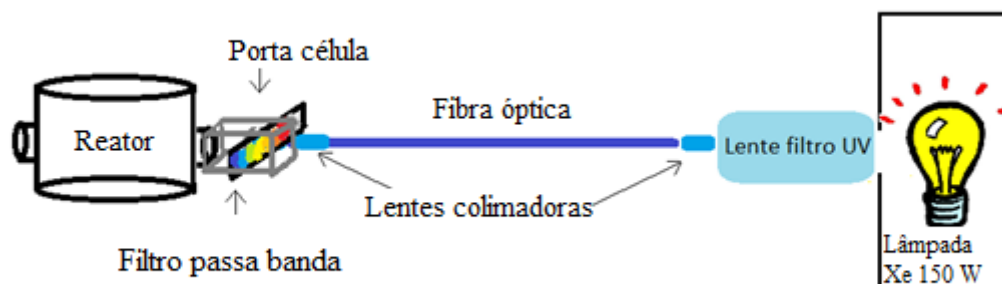 Porta célula
Fibra óptica
Reator
Lente filtro UV
Lentes colimadoras
Filtro passa banda
Lâmpada
Xe 150 W